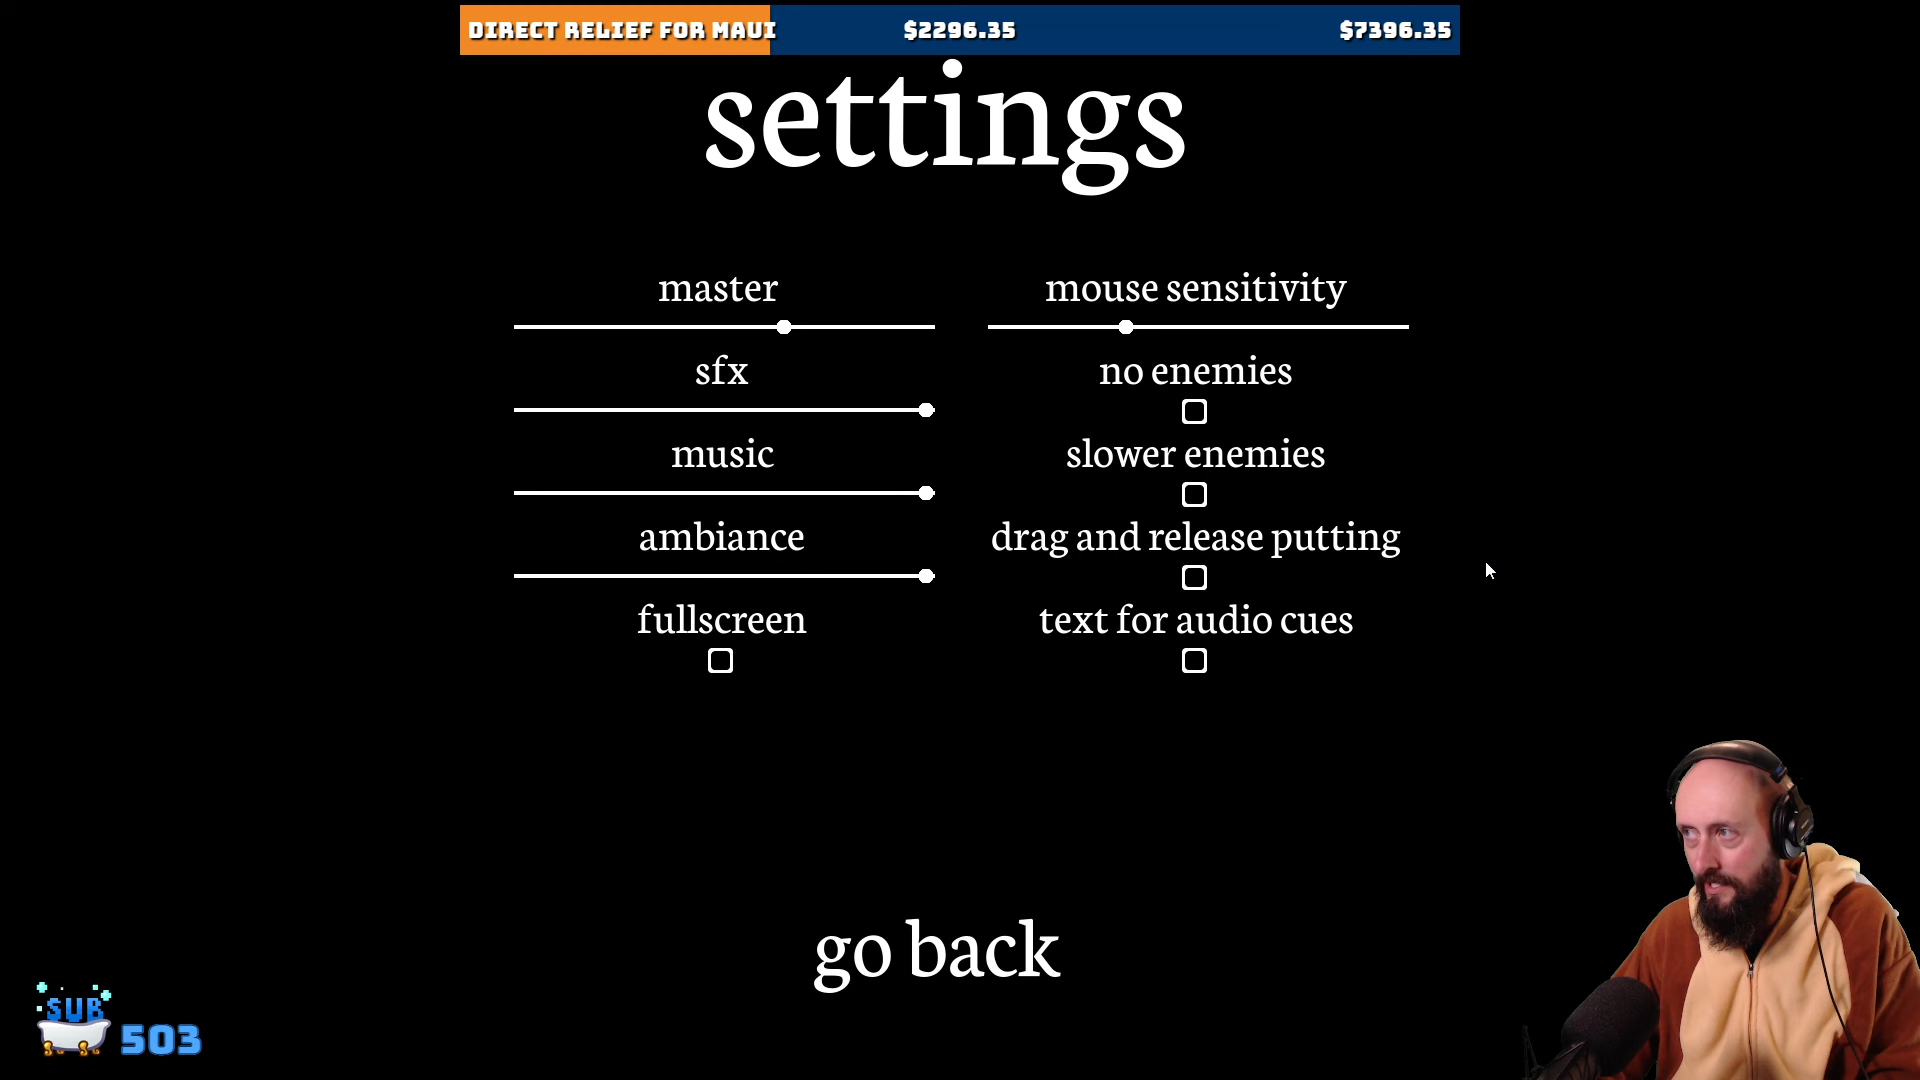 DIRECT RELIEF FOR MAUI $2296.35 $7396.35
settings
master
mouse sensitivity
sfx
no enemies
music
slower enemies
ambiance
drag and release putting
fullscreen
text for audio cues
go back
SUB
503